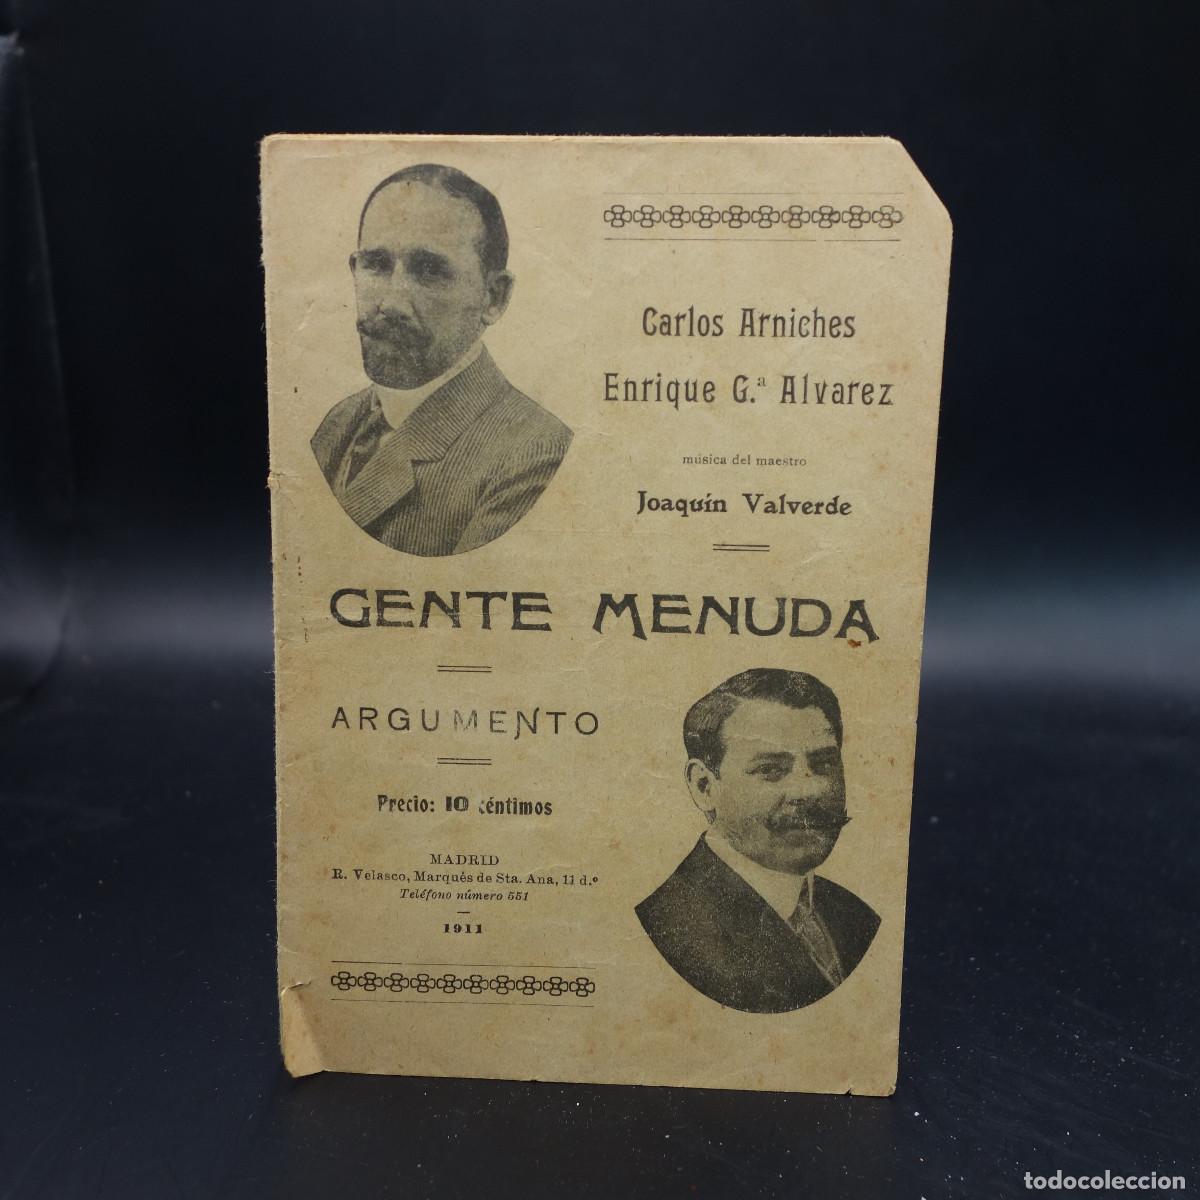 Carlos Arniches
Enrique G.ª Alvarez
música del maestro
Joaquín Valverde
GENTE MENUDA
ARGUMENTO
Precio: 10 céntimos
MADRID
R. Velasco, Marqués de Sta. Ana, 11 d.º
Teléfono número 551
1911
todocoleccion